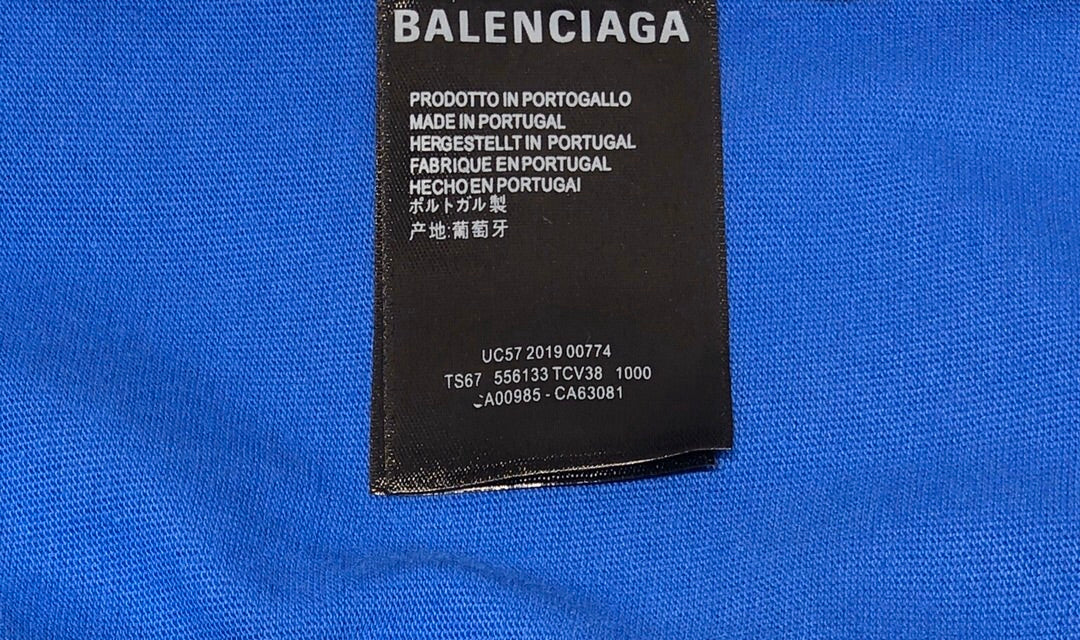 BALENCIAGA
PRODOTTO IN PORTOGALLO
MADE IN PORTUGAL
HERGESTELLT IN PORTUGAL
FABRIQUE EN PORTUGAL
HECHO EN PORTUGAl
ポルトガル製
产地:葡萄牙
UC57 2019 00774
TS67 556133 TCV38 1000
CA00985 - CA63081